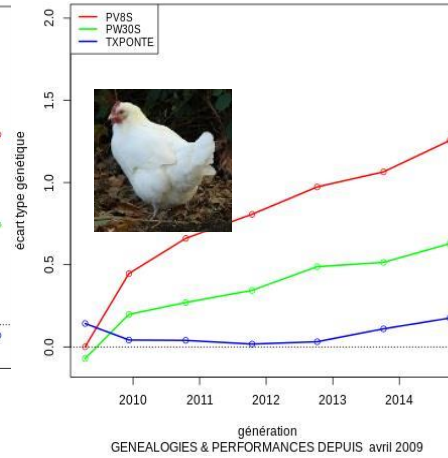 PV8S
PW30S
TXPONTE
2.0
1.5
1.0
0.5
0.0
écart type génétique
2010 2011 2012 2013 2014
génération
GENEALOGIES & PERFORMANCES DEPUIS avril 2009